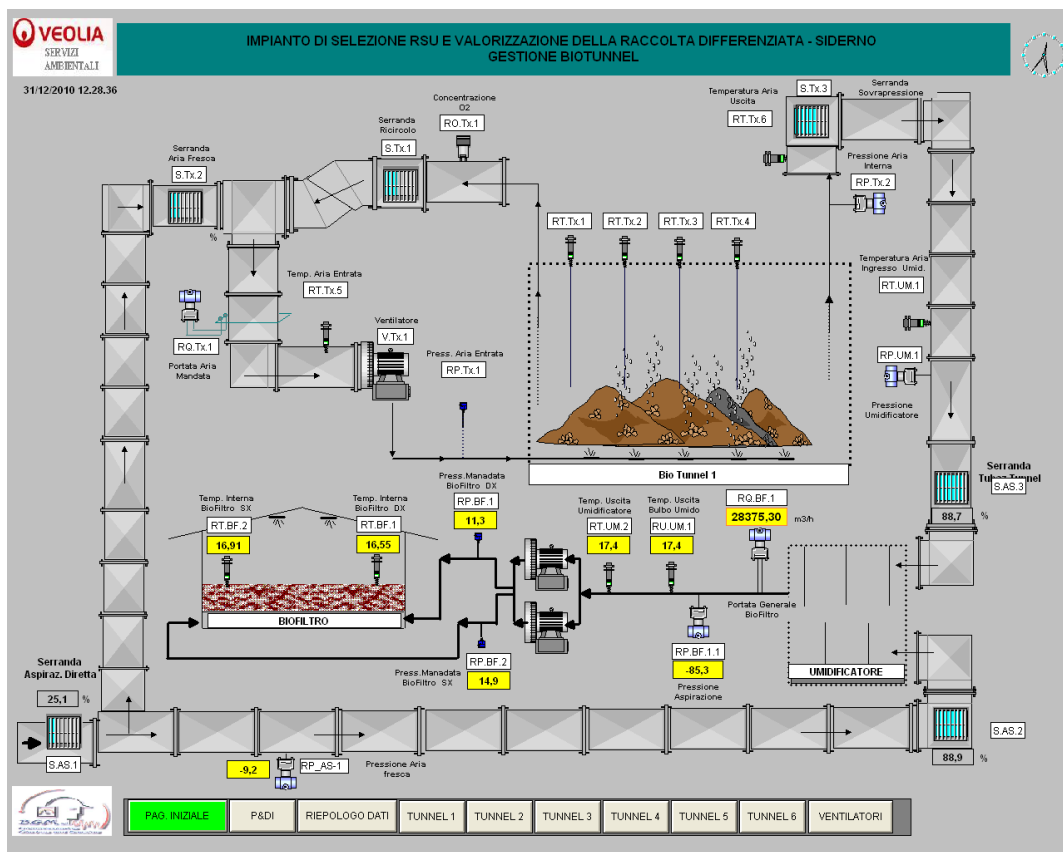 VEOLIA
SERVIZI
AMBIENTALI
IMPIANTO DI SELEZIONE RSU E VALORIZZAZIONE DELLA RACCOLTA DIFFERENZIATA - SIDERNO
GESTIONE BIOTUNNEL
31/12/2010 12.28.36
Concentrazione
O2
RO.Tx.1
Serranda
Ricircolo
S.Tx.1
Serranda
Aria Fresca
S.Tx.2
%
Temperatura Aria
Uscita
RT.Tx.6
S.Tx.3
Serranda
Sovrapressione
Pressione Aria
Interna
RP.Tx.2
RT.Tx.1
RT.Tx.2
RT.Tx.3
RT.Tx.4
Temperatura Aria
Ingresso Umid.
RT.UM.1
Temp. Aria Entrata
RT.Tx.5
RQ.Tx.1
Portata Aria
Mandata
Ventilatore
V.Tx.1
Press. Aria Entrata
RP.Tx.1
RP.UM.1
Pressione
Umidificatore
Bio Tunnel 1
Serranda
Tubaz.Tunnel
S.AS.3
88,7 %
Press.Manadata
BioFiltro DX
RP.BF.1
11,3
Temp. Interna
BioFiltro SX
RT.BF.2
16,91
Temp. Interna
BioFiltro DX
RT.BF.1
16,55
Temp. Uscita
Umidificatore
RT.UM.2
17,4
Temp. Uscita
Bulbo Umido
RU.UM.1
17,4
RQ.BF.1
28375,30 m3/h
Portata Generale
BioFiltro
BIOFILTRO
RP.BF.2
14,9
Press.Manadata
BioFiltro SX
RP.BF.1.1
-85,3
Pressione
Aspirazione
UMIDIFICATORE
Serranda
Aspiraz. Diretta
25,1 %
S.AS.1
S.AS.2
88,9 %
-9,2
RP_AS-1
Pressione Aria
fresca
PAG. INIZIALE
P&DI
RIEPOLOGO DATI
TUNNEL 1
TUNNEL 2
TUNNEL 3
TUNNEL 4
TUNNEL 5
TUNNEL 6
VENTILATORI